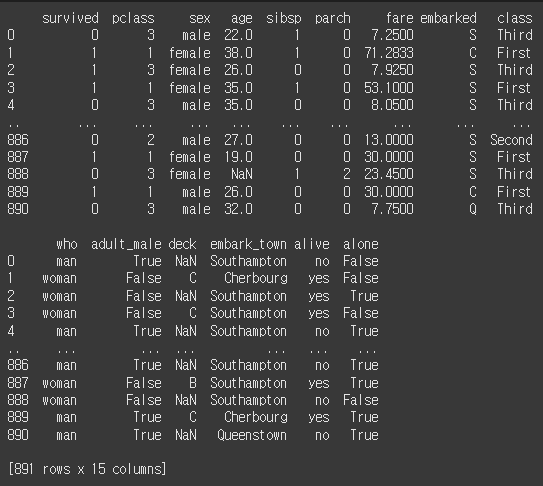 survived  pclass     sex   age  sibsp  parch     fare embarked   class
0           0       3    male  22.0      1      0   7.2500        S   Third
1           1       1  female  38.0      1      0  71.2833        C   First
2           1       3  female  26.0      0      0   7.9250        S   Third
3           1       1  female  35.0      1      0  53.1000        S   First
4           0       3    male  35.0      0      0   8.0500        S   Third
..        ...     ...     ...   ...    ...    ...      ...      ...     ...
886         0       2    male  27.0      0      0  13.0000        S  Second
887         1       1  female  19.0      0      0  30.0000        S   First
888         0       3  female   NaN      1      2  23.4500        S   Third
889         1       1    male  26.0      0      0  30.0000        C   First
890         0       3    male  32.0      0      0   7.7500        Q   Third

       who  adult_male deck  embark_town alive  alone
0      man        True  NaN  Southampton    no  False
1    woman       False    C    Cherbourg   yes  False
2    woman       False  NaN  Southampton   yes   True
3    woman       False    C  Southampton   yes  False
4      man        True  NaN  Southampton    no   True
..     ...         ...  ...          ...   ...    ...
886    man        True  NaN  Southampton    no   True
887  woman       False    B  Southampton   yes   True
888  woman       False  NaN  Southampton    no  False
889    man        True    C    Cherbourg   yes   True
890    man        True  NaN   Queenstown    no   True

[891 rows x 15 columns]